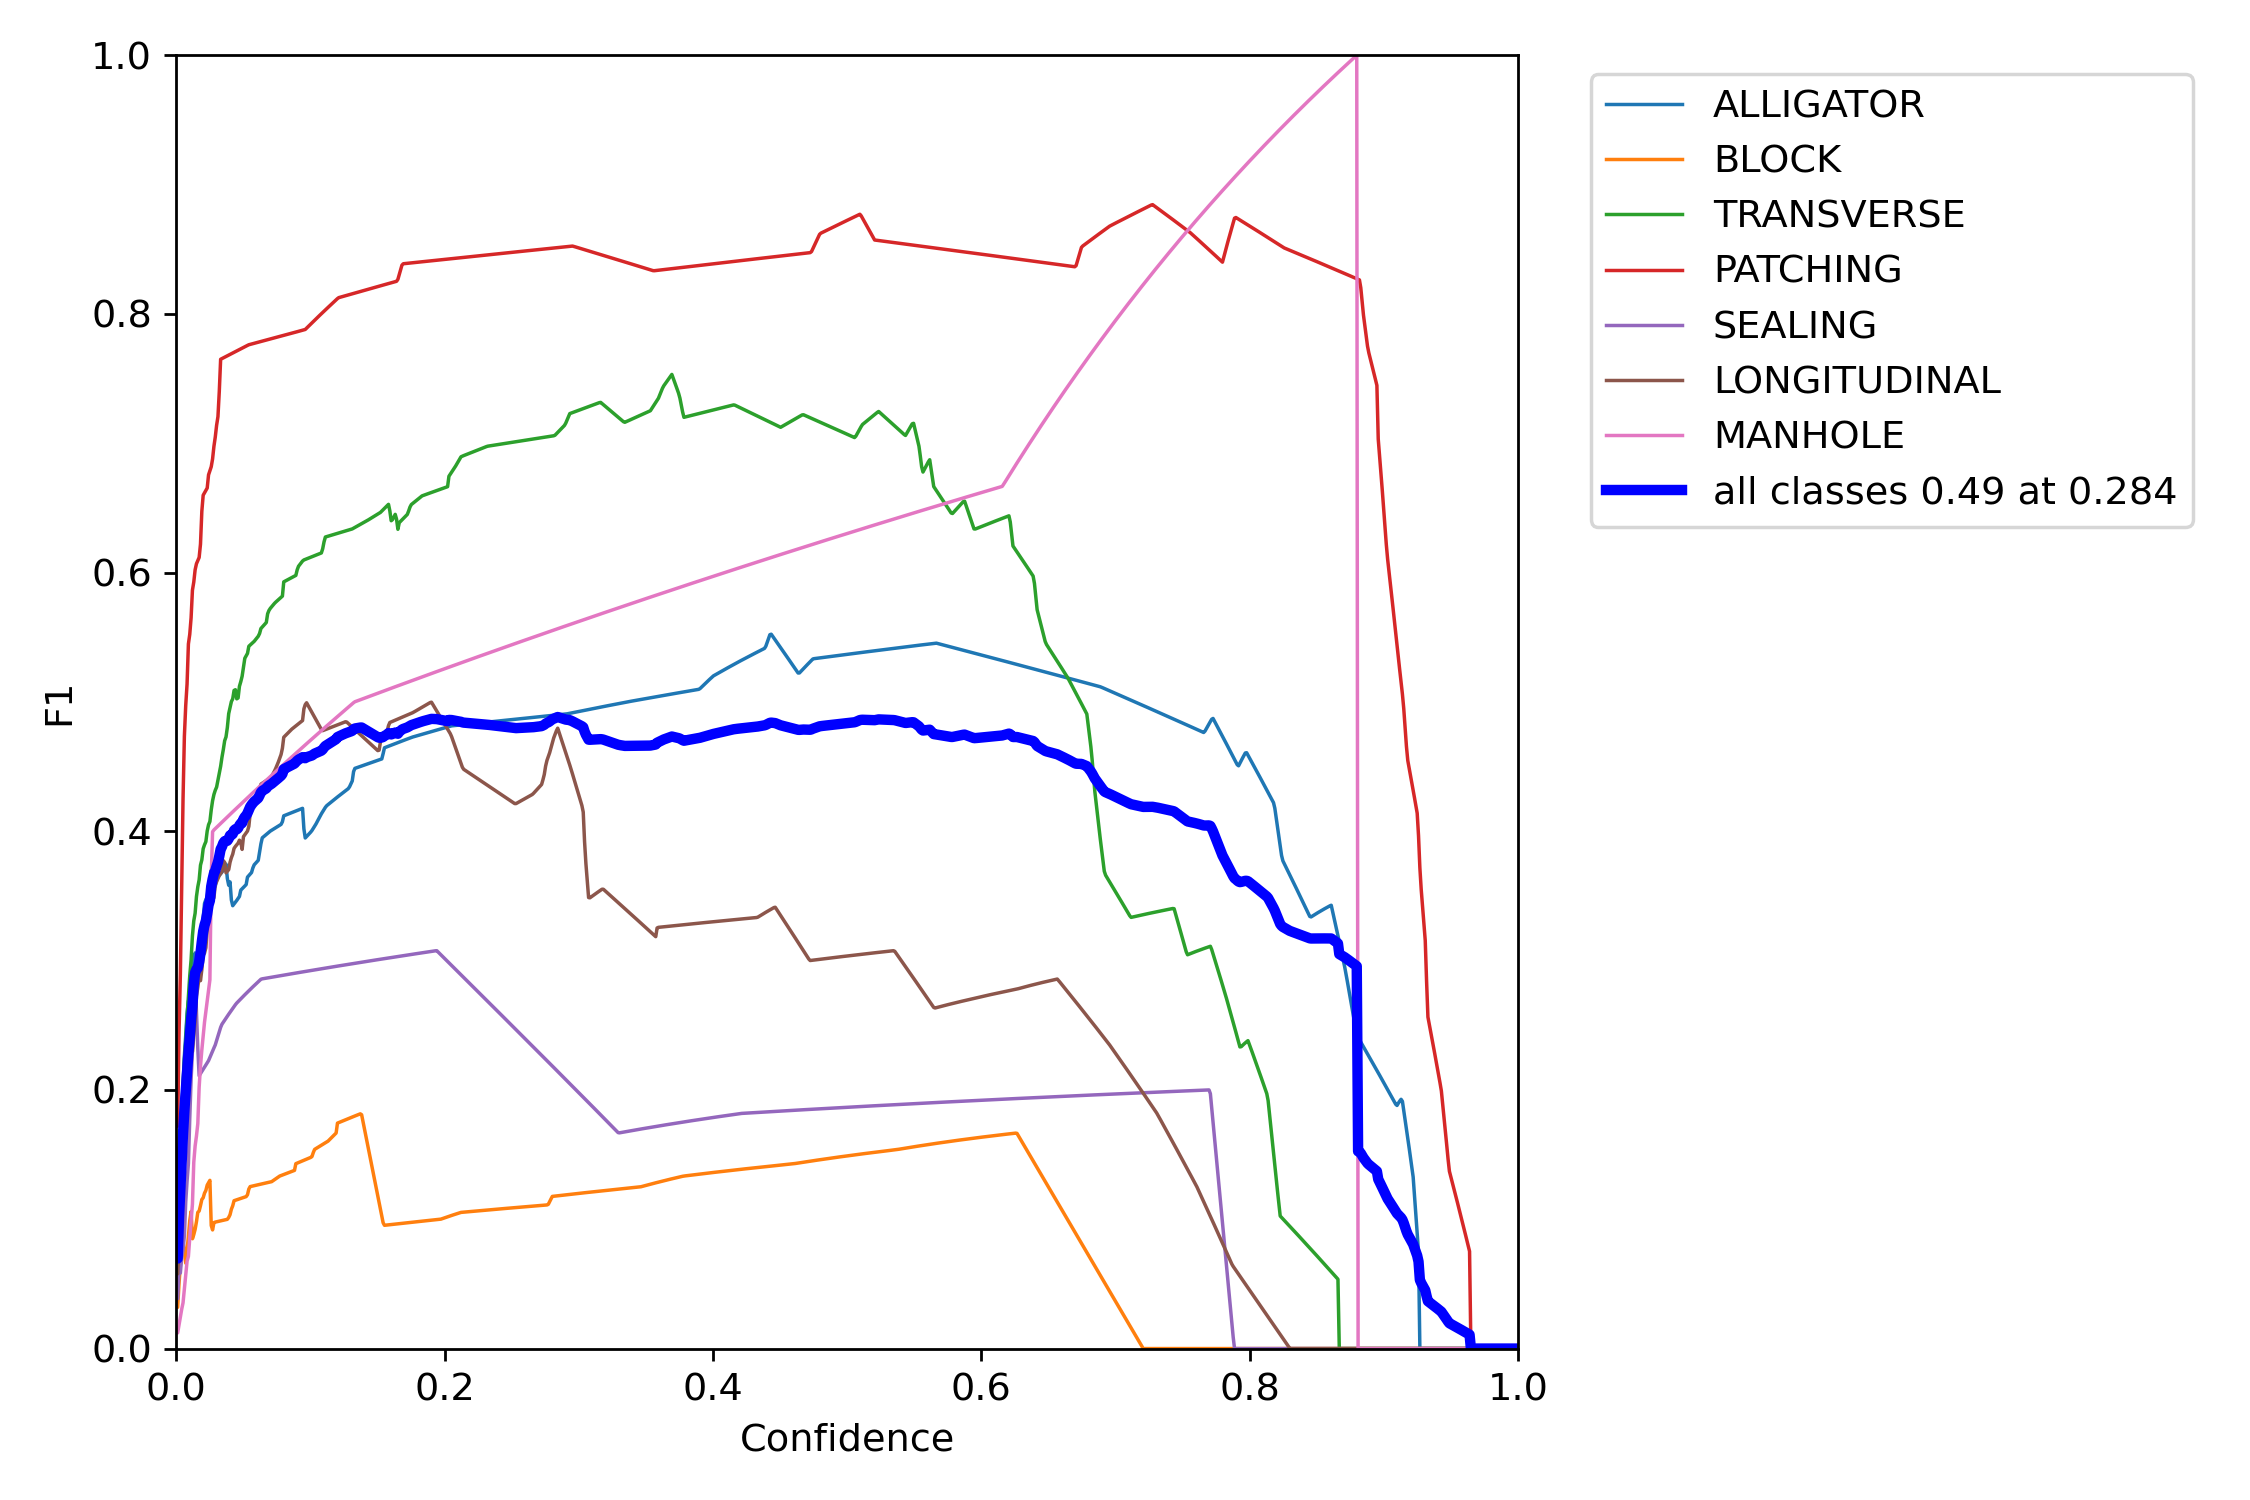 1.0
0.8
0.6
0.4
0.2
0.0
F1
0.0 0.2 0.4 0.6 0.8 1.0
Confidence
ALLIGATOR
BLOCK
TRANSVERSE
PATCHING
SEALING
LONGITUDINAL
MANHOLE
all classes 0.49 at 0.284